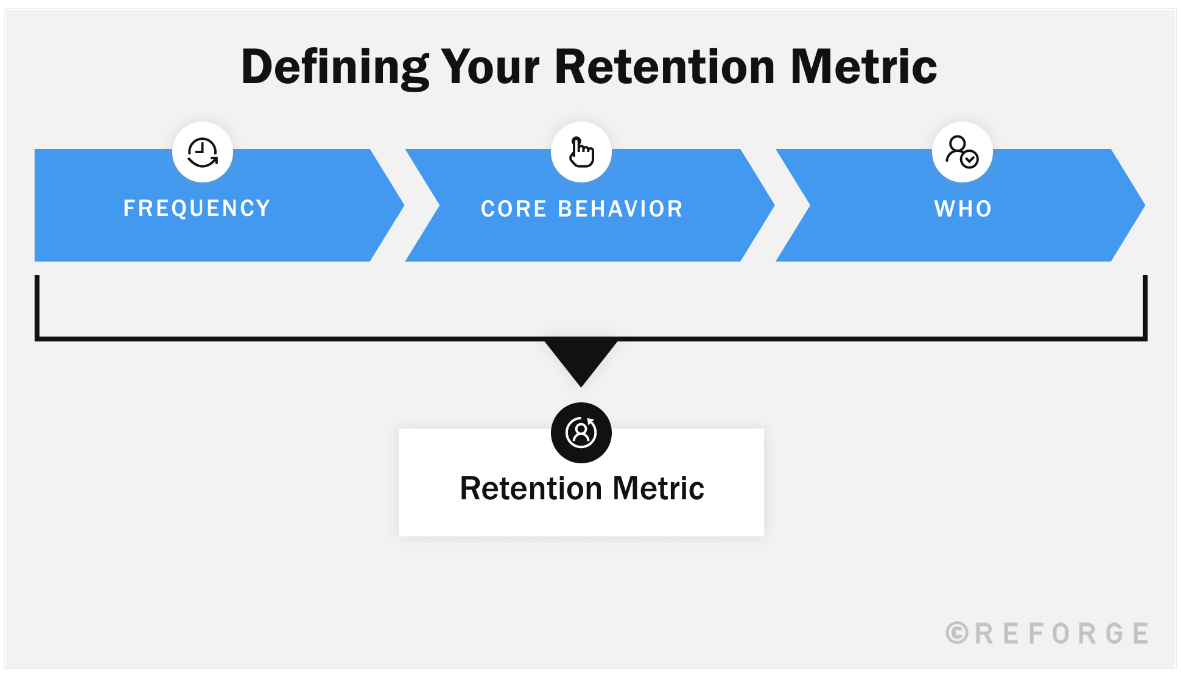 Defining Your Retention Metric
FREQUENCY
CORE BEHAVIOR
WHO
Retention Metric
©REFORGE